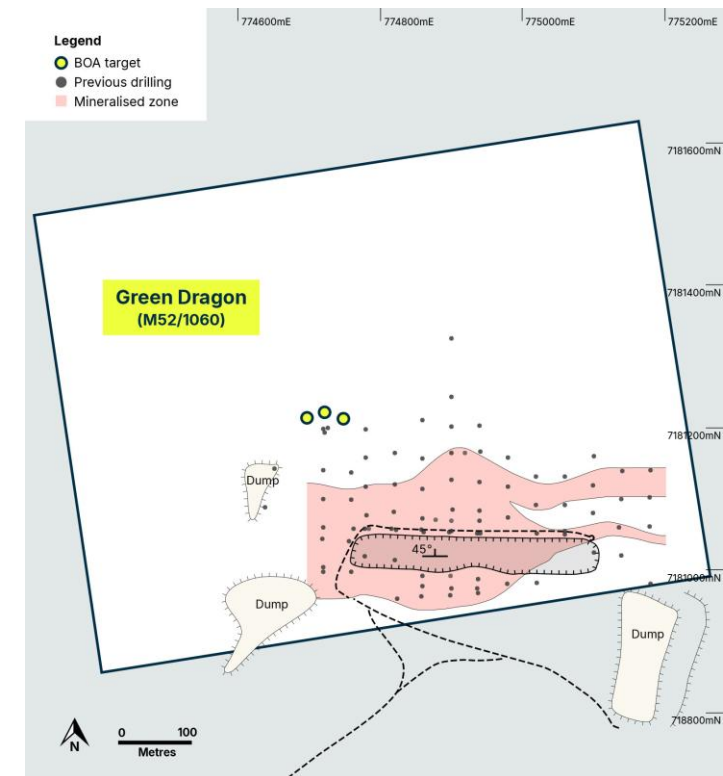 774600mE
774800mE
775000mE
775200mE
Legend
BOA target
Previous drilling
Mineralised zone
7181600mN
7181400mN
Green Dragon
(M52/1060)
7181200mN
Dump
45°
7181000mN
Dump
Dump
718800mN
N
0
100
Metres